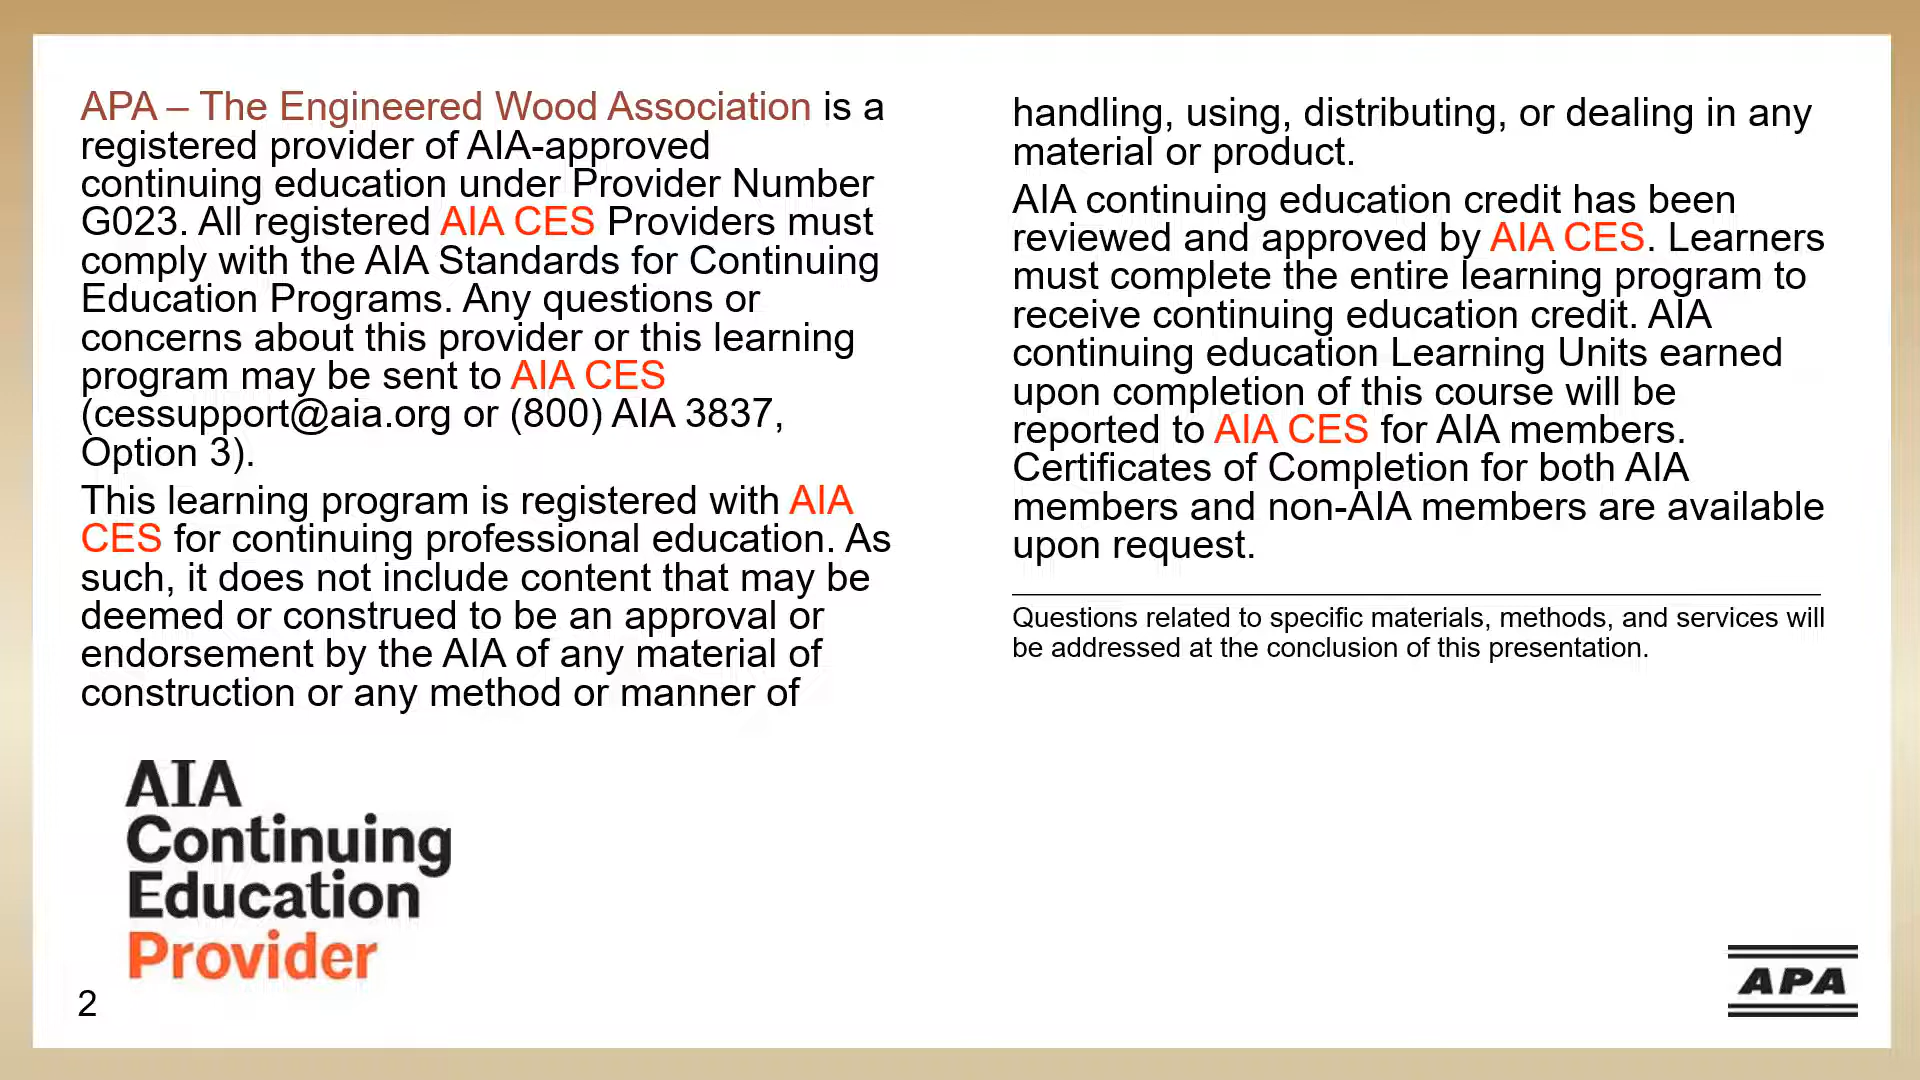 APA – The Engineered Wood Association is a
registered provider of AIA-approved
continuing education under Provider Number
G023. All registered AIA CES Providers must
comply with the AIA Standards for Continuing
Education Programs. Any questions or
concerns about this provider or this learning
program may be sent to AIA CES
(cessupport@aia.org or (800) AIA 3837,
Option 3).
This learning program is registered with AIA
CES for continuing professional education. As
such, it does not include content that may be
deemed or construed to be an approval or
endorsement by the AIA of any material of
construction or any method or manner of
handling, using, distributing, or dealing in any
material or product.
AIA continuing education credit has been
reviewed and approved by AIA CES. Learners
must complete the entire learning program to
receive continuing education credit. AIA
continuing education Learning Units earned
upon completion of this course will be
reported to AIA CES for AIA members.
Certificates of Completion for both AIA
members and non-AIA members are available
upon request.
Questions related to specific materials, methods, and services will
be addressed at the conclusion of this presentation.
AIA
Continuing
Education
Provider
2
APA